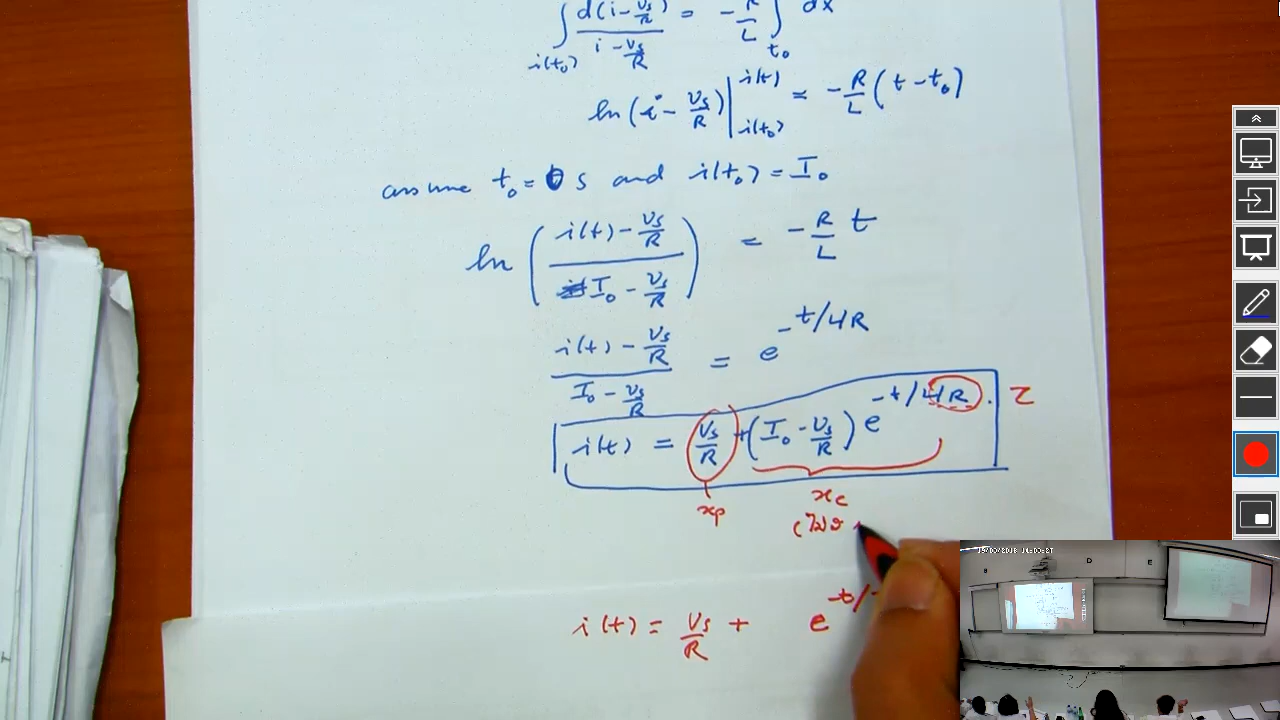 ∫_{i(t₀)} d(i - Vs/R) / (i - Vs/R) = -R/L ∫_{t₀} dx
ln(i - Vs/R) |_{i(t₀)}^{i(t)} = -R/L (t - t₀)
assume t₀ = 0 s and i(t₀) = I₀
ln( (i(t) - Vs/R) / (I₀ - Vs/R) ) = -R/L t
(i(t) - Vs/R) / (I₀ - Vs/R) = e^{-t/L/R}
i(t) = Vs/R + (I₀ - Vs/R) e^{-t/L/R} . τ
xp xc
i(t) = Vs/R + e^{-t/